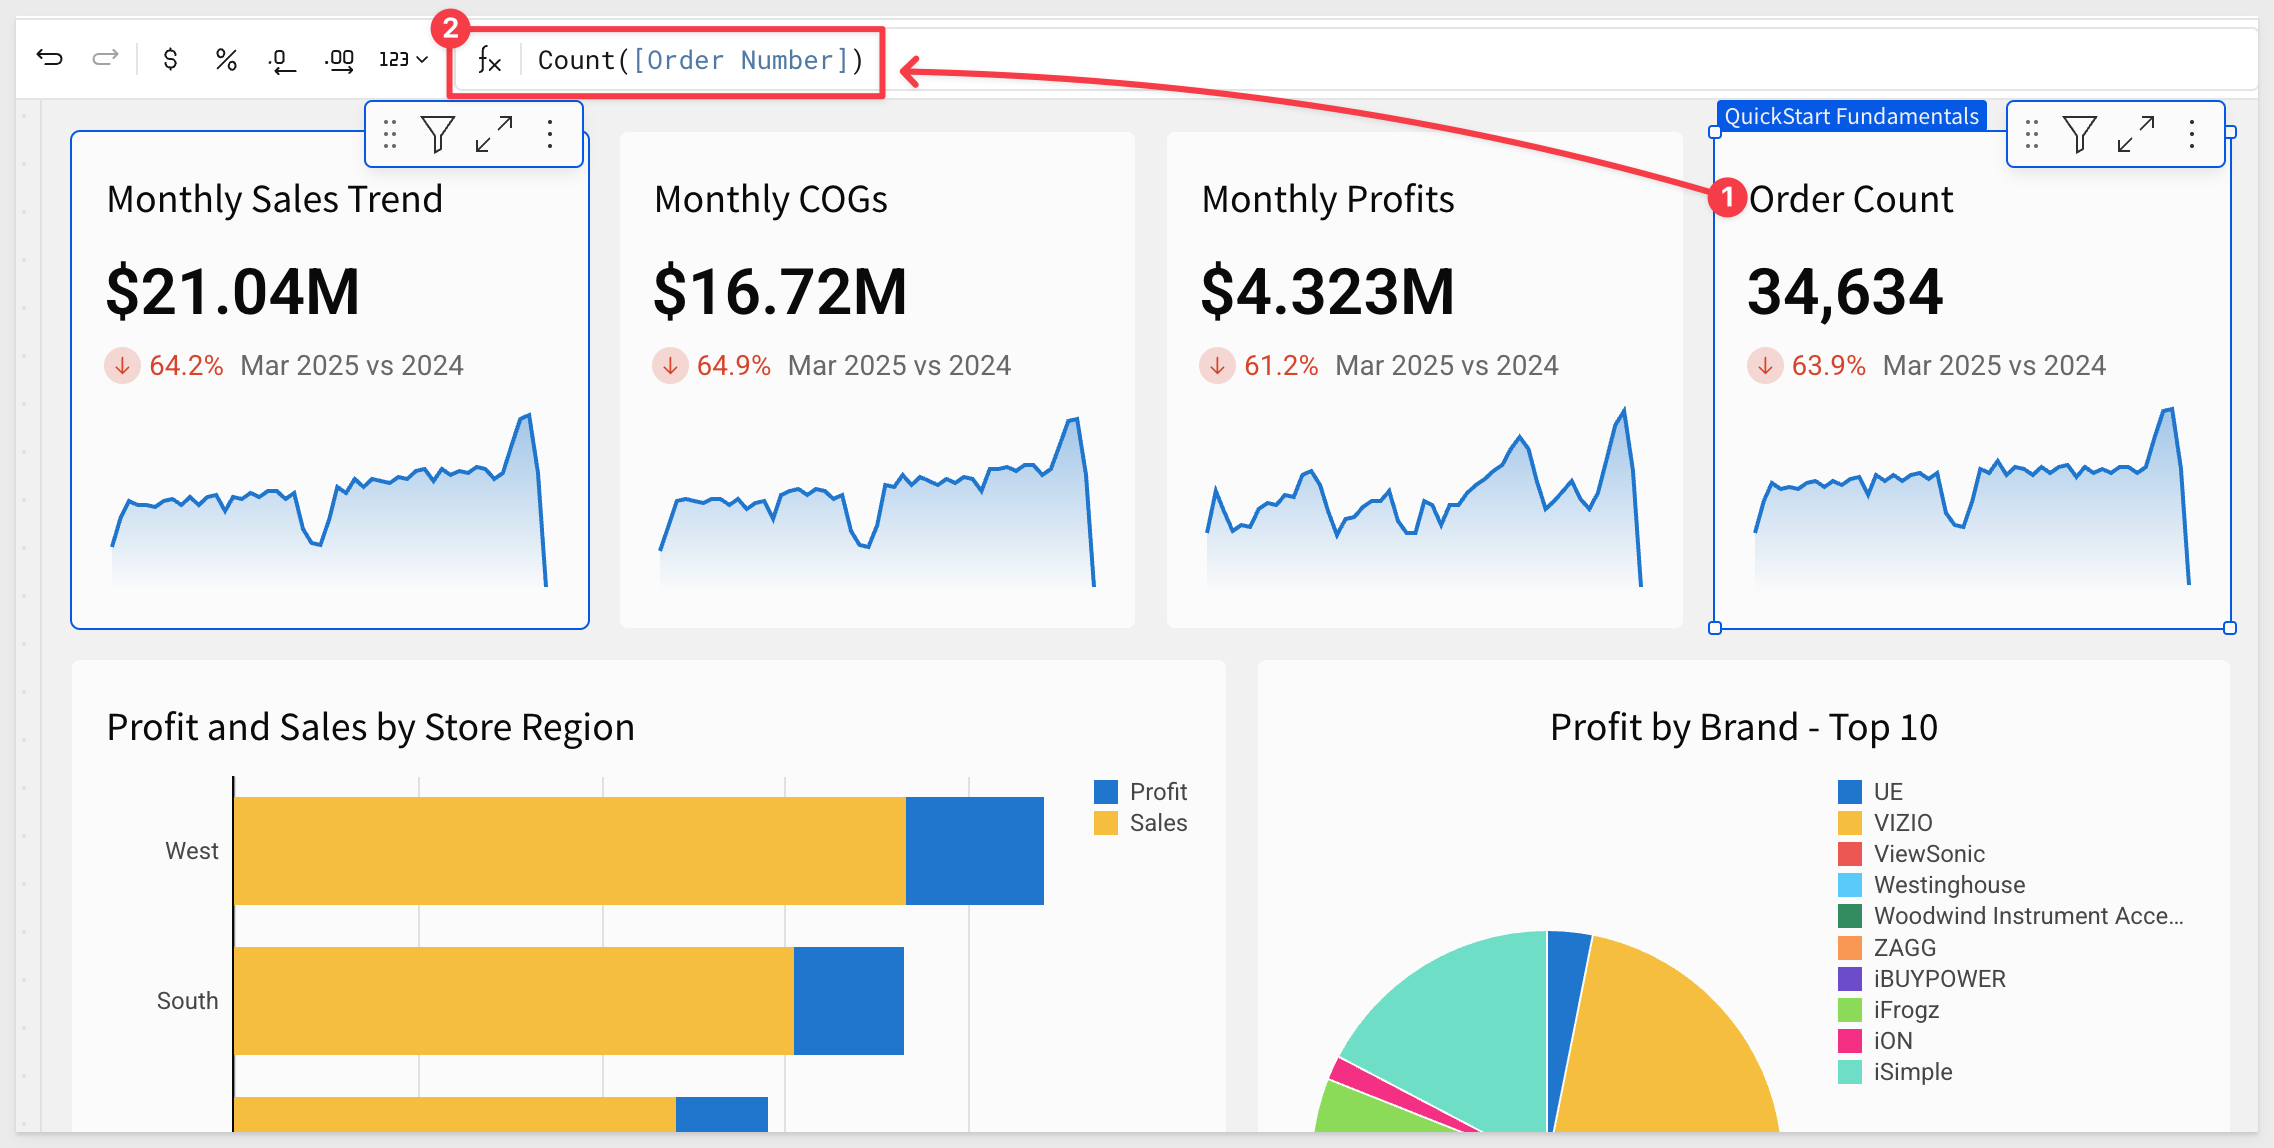 2
$ % .0 .00 123 fx Count([Order Number])
QuickStart Fundamentals
Monthly Sales Trend
$21.04M
64.2% Mar 2025 vs 2024
Monthly COGs
$16.72M
64.9% Mar 2025 vs 2024
Monthly Profits
$4.323M
61.2% Mar 2025 vs 2024
1
Order Count
34,634
63.9% Mar 2025 vs 2024
Profit and Sales by Store Region
Profit
Sales
West
South
Profit by Brand - Top 10
UE
VIZIO
ViewSonic
Westinghouse
Woodwind Instrument Acce...
ZAGG
iBUYPOWER
iFrogz
iON
iSimple